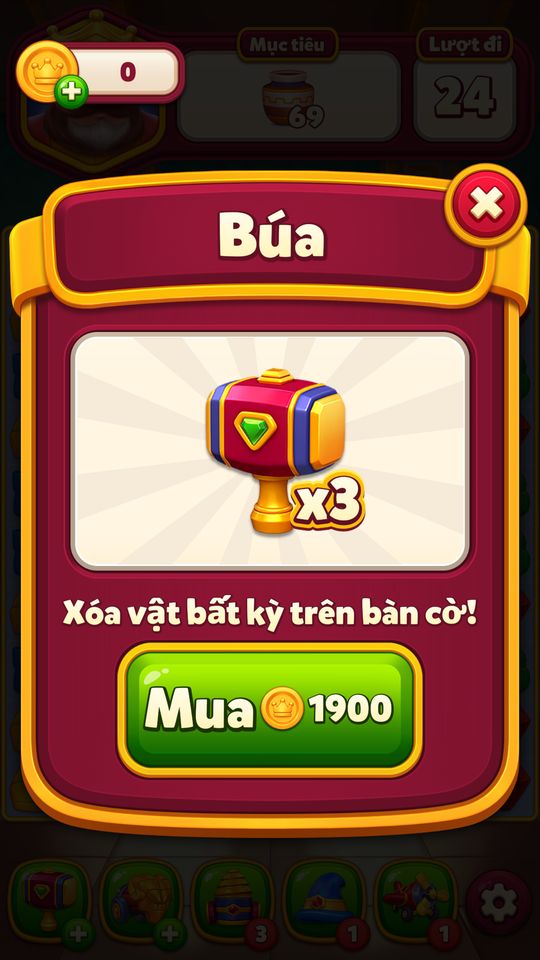 0
Mục tiêu
69
Lượt đi
24
Búa
x3
Xóa vật bất kỳ trên bàn cờ!
Mua 1900
3
1
1